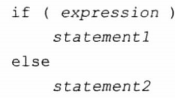 if ( expression )
statement1
else
statement2